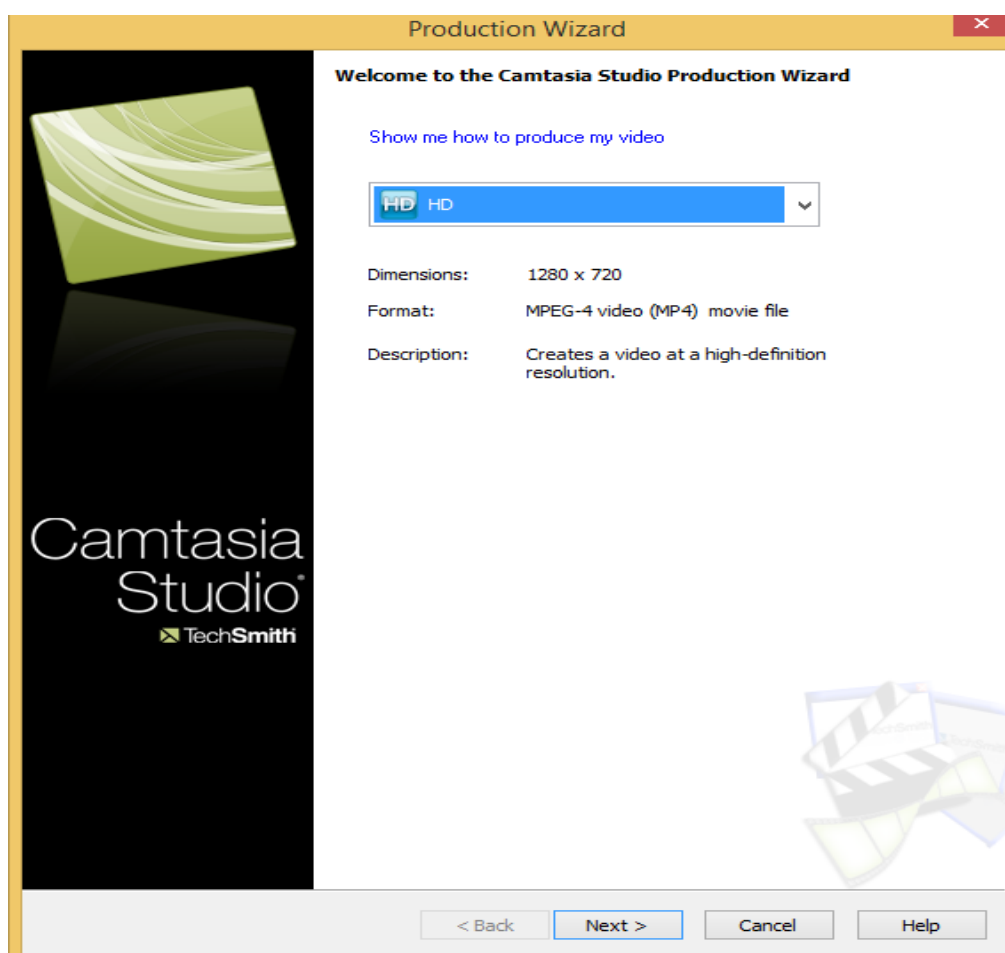 Production Wizard
Welcome to the Camtasia Studio Production Wizard
Show me how to produce my video
HD HD
Dimensions: 1280 x 720
Format: MPEG-4 video (MP4) movie file
Description: Creates a video at a high-definition
resolution.
Camtasia
Studio®
TechSmith
TechSmith
< Back Next > Cancel Help